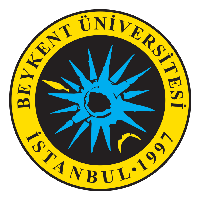 BEYKENT ÜNİVERSİTESİ
İSTANBUL · 1997